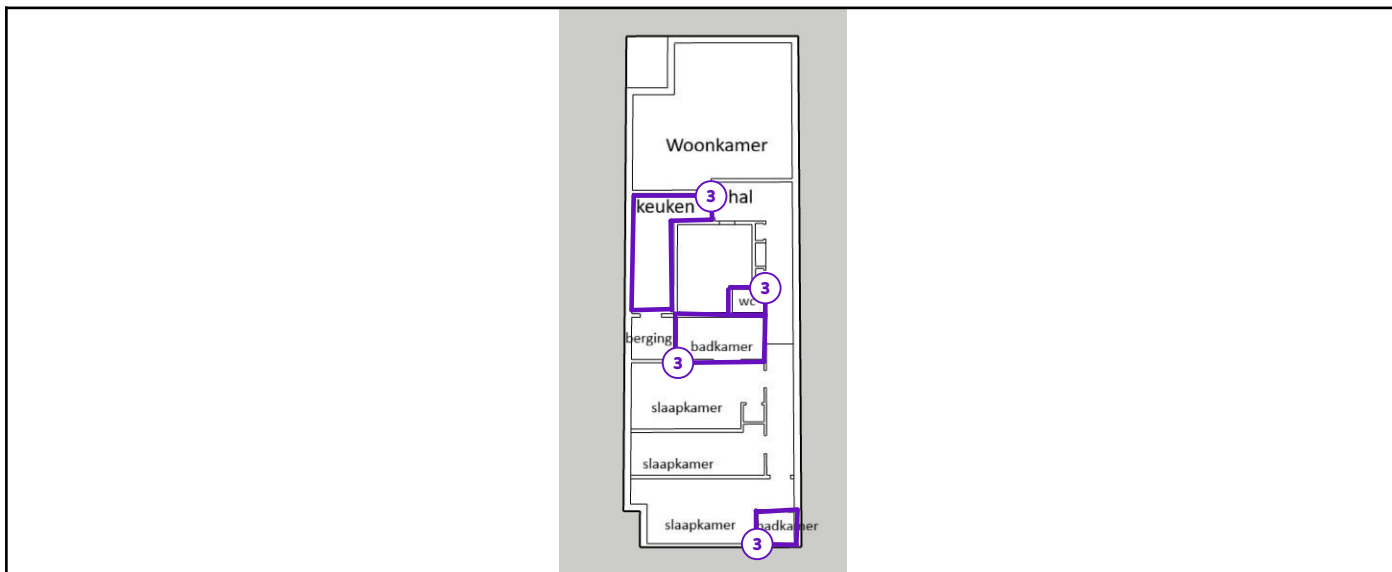 Woonkamer
3
hal
keuken
3
wc
berging
badkamer
3
slaapkamer
slaapkamer
slaapkamer
badkamer
3